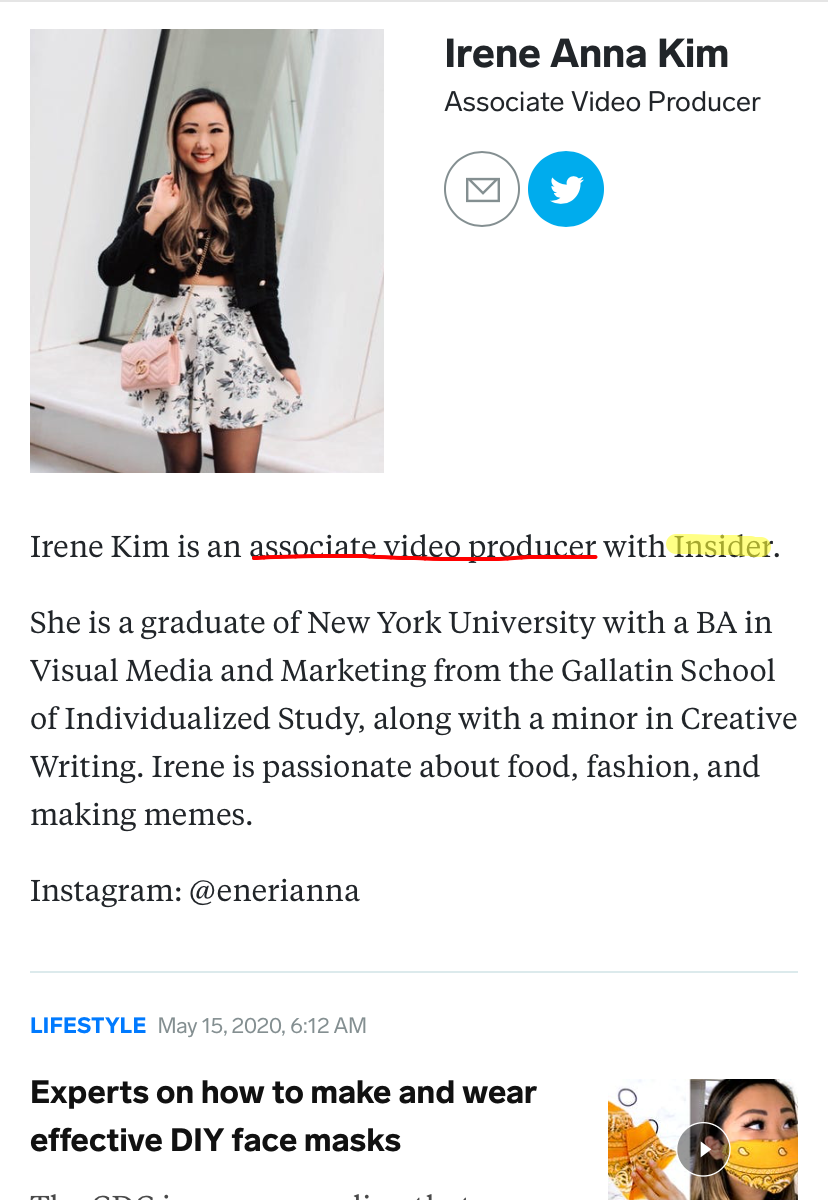 Irene Anna Kim
Associate Video Producer
Irene Kim is an associate video producer with Insider.
She is a graduate of New York University with a BA in
Visual Media and Marketing from the Gallatin School
of Individualized Study, along with a minor in Creative
Writing. Irene is passionate about food, fashion, and
making memes.
Instagram: @enerianna
LIFESTYLE May 15, 2020, 6:12 AM
Experts on how to make and wear
effective DIY face masks